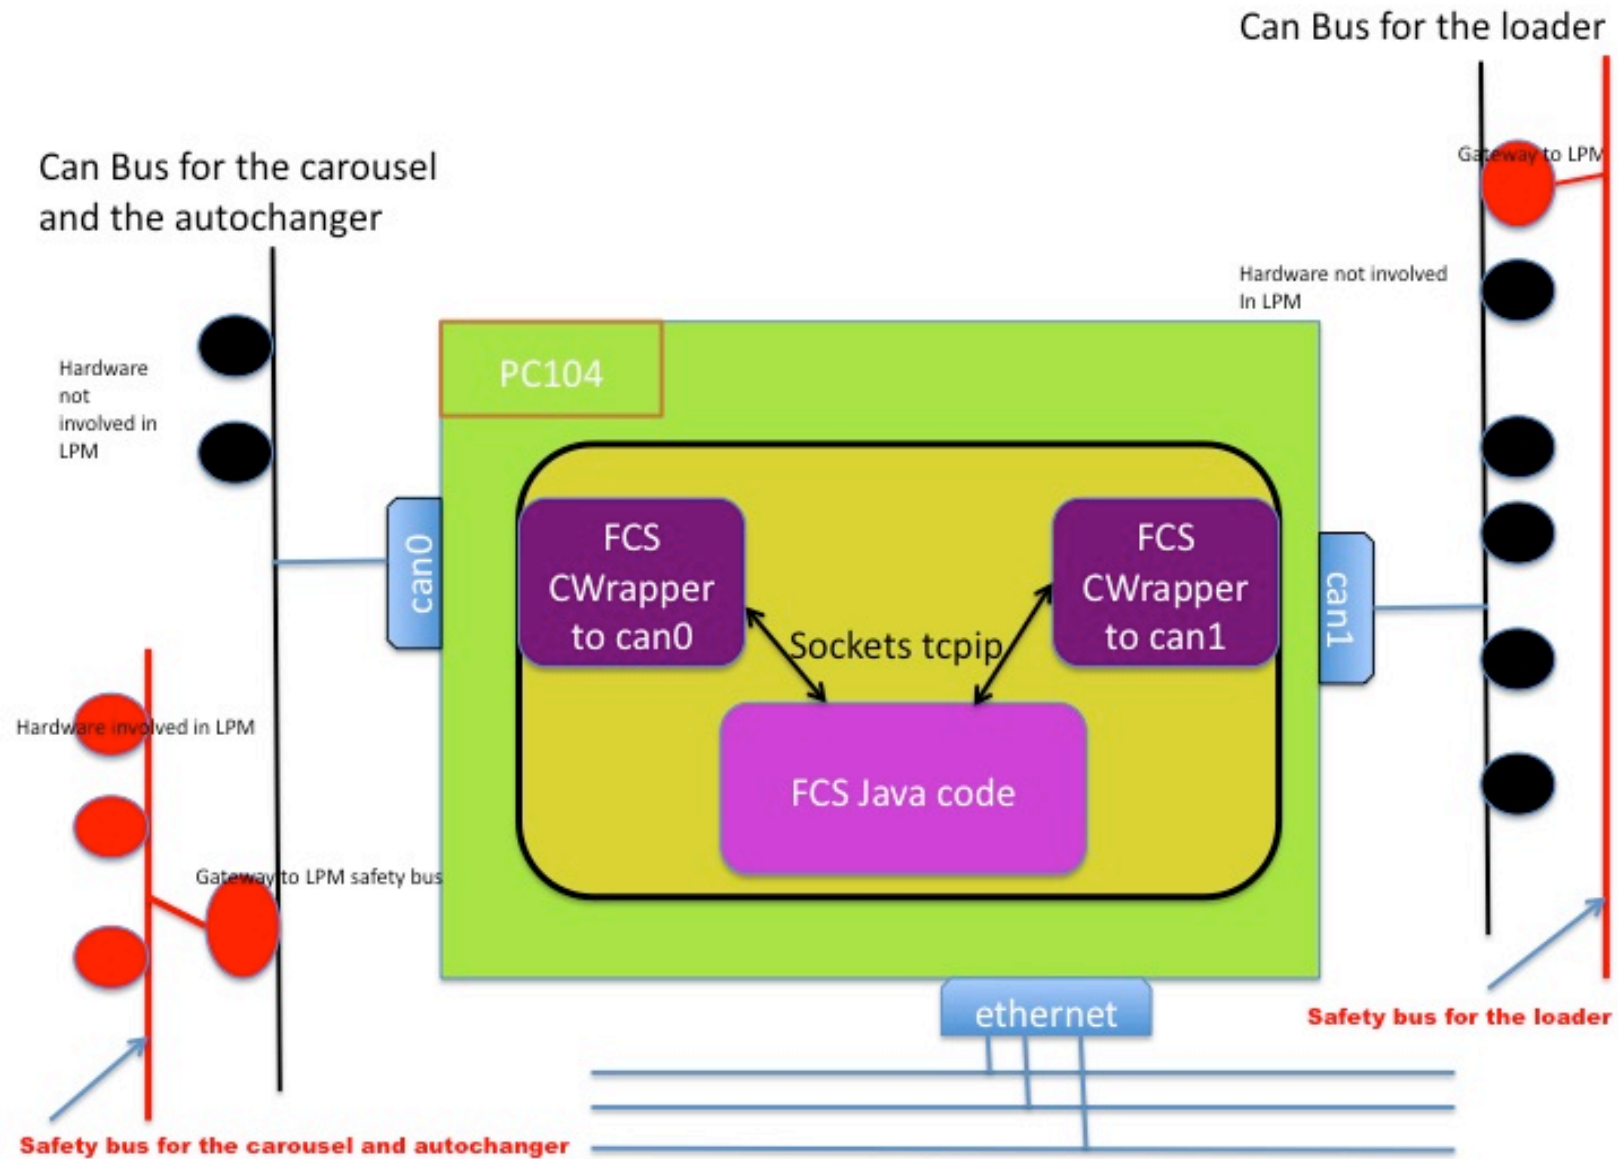 Can Bus for the loader
Can Bus for the carousel
and the autochanger
Gateway to LPM
Hardware not involved
In LPM
Hardware
not
involved in
LPM
PC104
can0
FCS
CWrapper
to can0
FCS
CWrapper
to can1
can1
Sockets tcpip
Hardware involved in LPM
FCS Java code
Gateway to LPM safety bus
ethernet
Safety bus for the loader
Safety bus for the carousel and autochanger